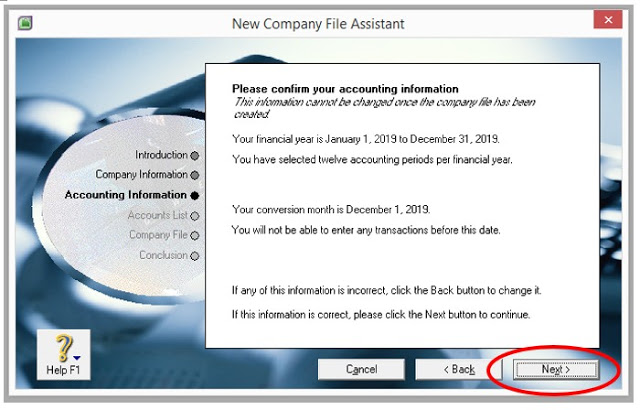 New Company File Assistant
Please confirm your accounting information
This information cannot be changed once the company file has been
created.
Your financial year is January 1, 2019 to December 31, 2019.
You have selected twelve accounting periods per financial year.
Your conversion month is December 1, 2019.
You will not be able to enter any transactions before this date.
If any of this information is incorrect, click the Back button to change it.
If this information is correct, please click the Next button to continue.
Introduction
Company Information
Accounting Information
Accounts List
Company File
Conclusion
Help F1
Cancel
< Back
Next >